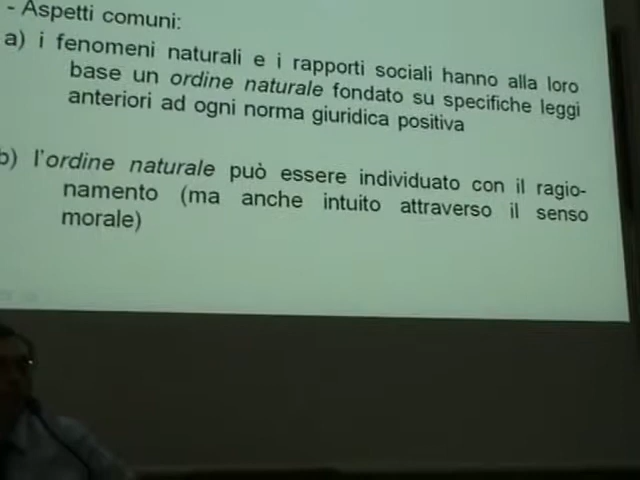 - Aspetti comuni:
a) i fenomeni naturali e i rapporti sociali hanno alla loro
base un ordine naturale fondato su specifiche leggi
anteriori ad ogni norma giuridica positiva
b) l'ordine naturale può essere individuato con il ragio-
namento (ma anche intuito attraverso il senso
morale)